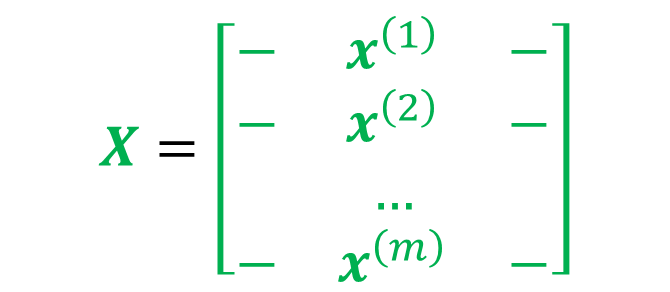 — x⁽¹⁾ —
— x⁽²⁾ —
X =
...
— x⁽ᵐ⁾ —